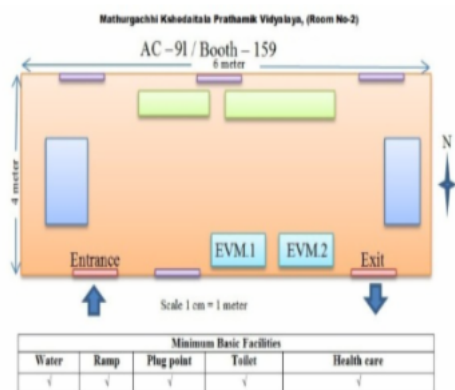 Mathurgachhi Kshedaitala Prathamik Vidyalaya, (Room No-2)
AC -91 / Booth - 159
6 meter
4 meter
N
EVM.1 EVM.2
Entrance Exit
Scale 1 cm = 1 meter
Minimum Basic Facilities
Water Ramp Plug point Toilet Health care
√ √ √ √ √